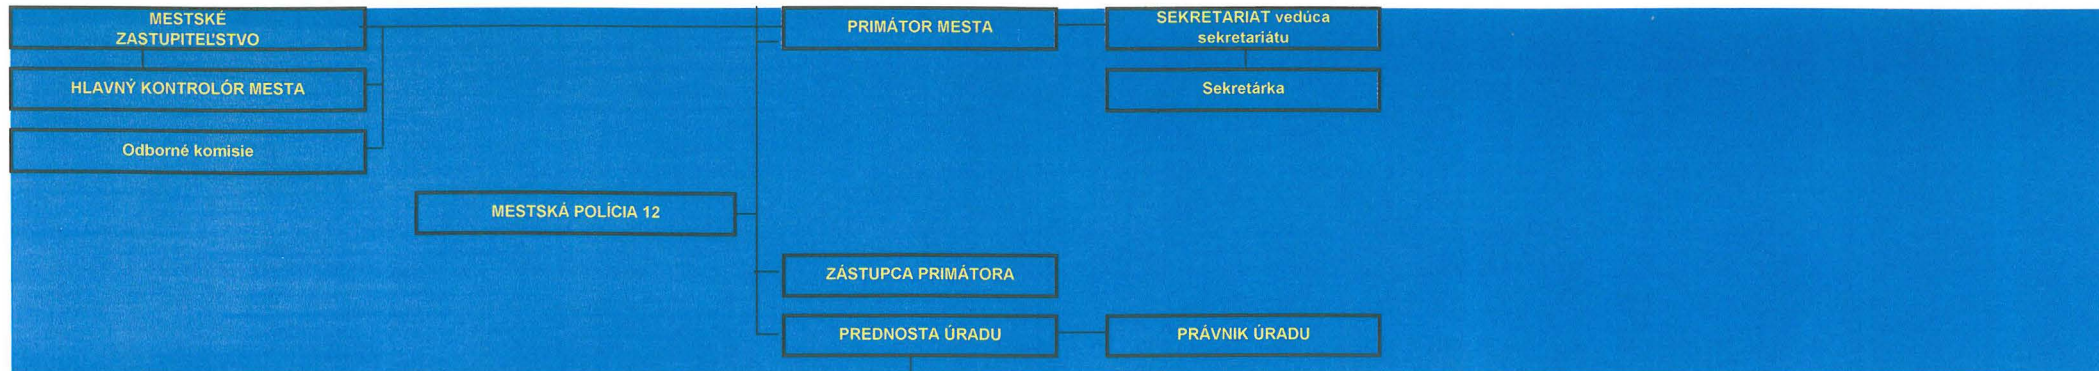 MESTSKÉ
ZASTUPITEĽSTVO
PRIMÁTOR MESTA
SEKRETARIAT vedúca
sekretariátu
HLAVNÝ KONTROLÓR MESTA
Sekretárka
Odborné komisie
MESTSKÁ POLÍCIA 12
ZÁSTUPCA PRIMÁTORA
PREDNOSTA ÚRADU
PRÁVNIK ÚRADU